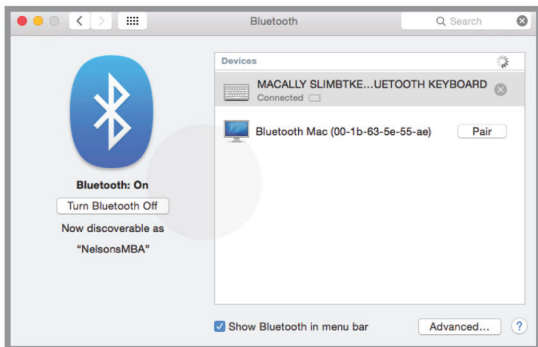 Bluetooth
Search
Bluetooth: On
Turn Bluetooth Off
Now discoverable as
“NelsonsMBA”
Devices
MACALLY SLIMBTKE...UETOOTH KEYBOARD
Connected
Bluetooth Mac (00-1b-63-5e-55-ae)
Pair
Show Bluetooth in menu bar
Advanced...
?